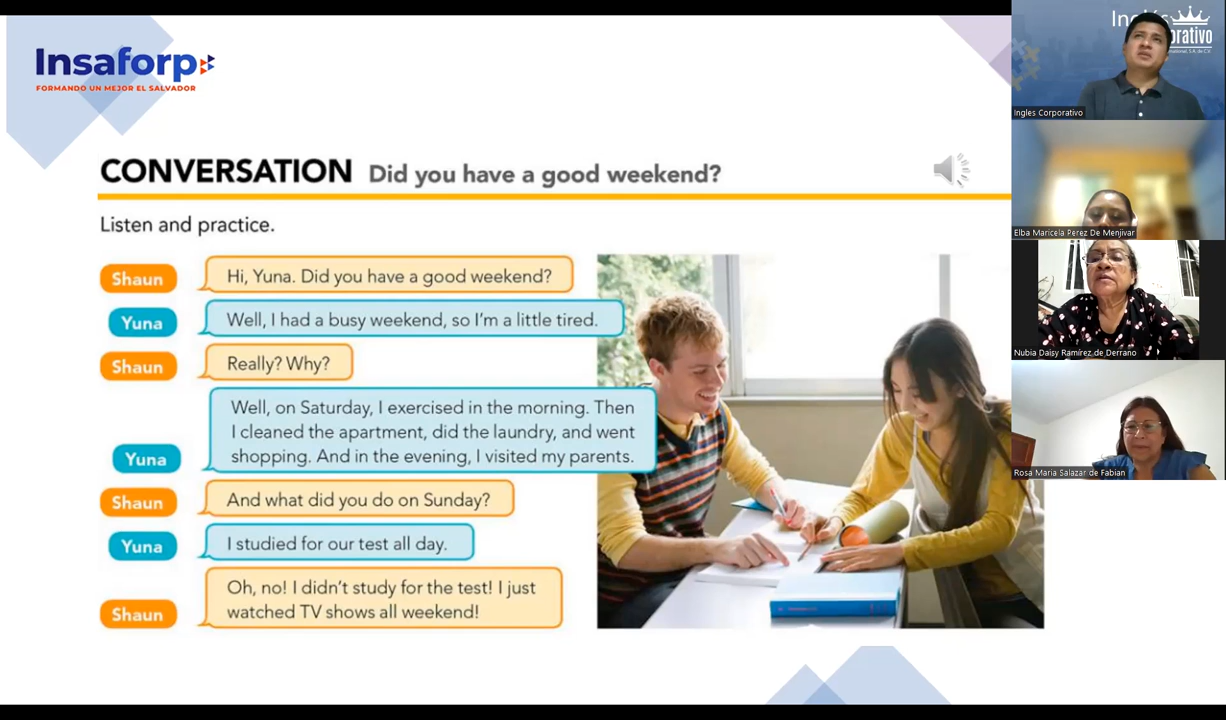 Insaforp
FORMANDO UN MEJOR EL SALVADOR
CONVERSATION Did you have a good weekend?
Listen and practice.
Shaun Hi, Yuna. Did you have a good weekend?
Yuna Well, I had a busy weekend, so I'm a little tired.
Shaun Really? Why?
Well, on Saturday, I exercised in the morning. Then
I cleaned the apartment, did the laundry, and went
Yuna shopping. And in the evening, I visited my parents.
Shaun And what did you do on Sunday?
Yuna I studied for our test all day.
Oh, no! I didn't study for the test! I just
Shaun watched TV shows all weekend!
Ingles Corporativo
Elba Maricela Perez De Menjivar
Nubia Daisy Ramírez de Derrano
Rosa Maria Salazar de Fabian